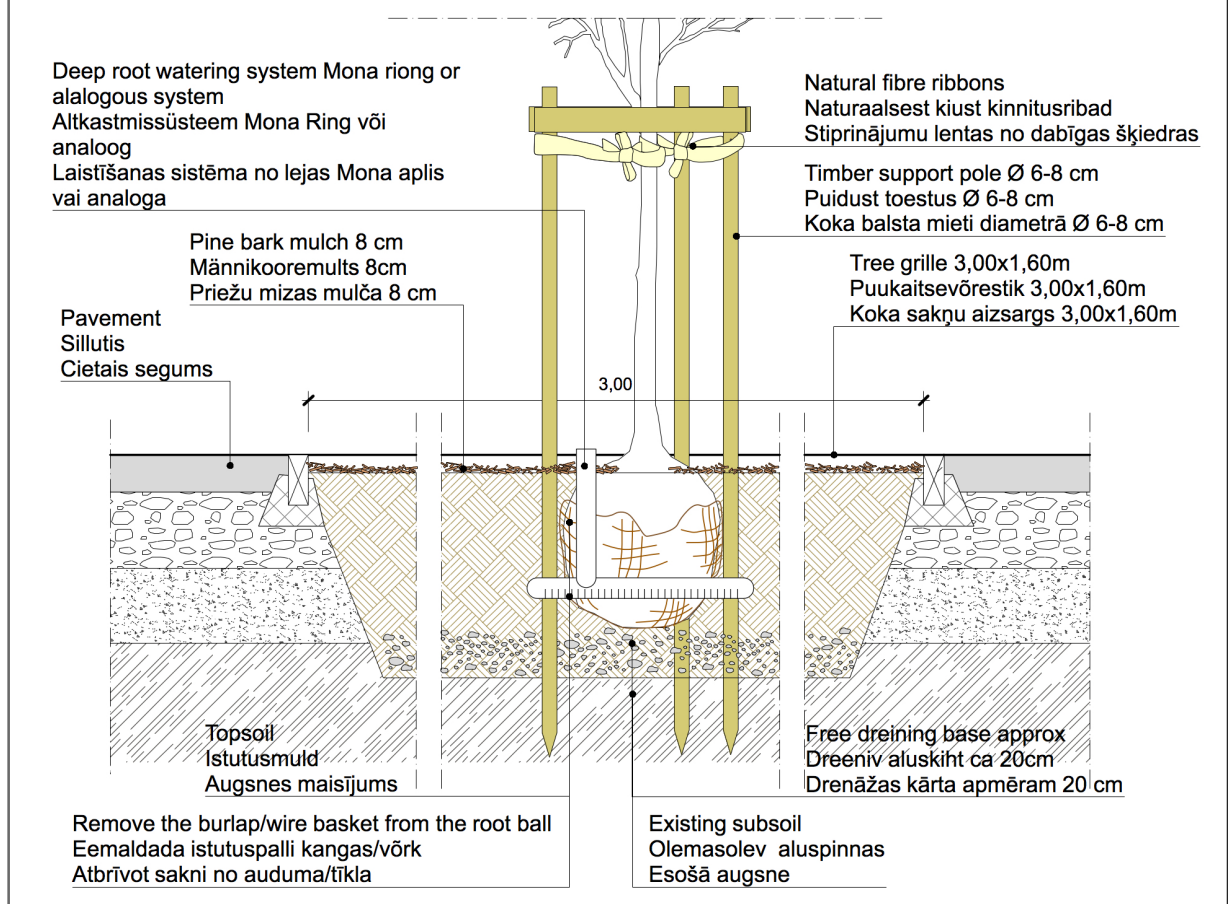 Deep root watering system Mona riong or
alalogous system
Altkastmissüsteem Mona Ring või
analoog
Laistīšanas sistēma no lejas Mona aplis
vai analoga
Natural fibre ribbons
Naturaalsest kiust kinnitusribad
Stiprinājumu lentas no dabīgas šķiedras
Timber support pole Ø 6-8 cm
Puidust toestus Ø 6-8 cm
Koka balsta mieti diametrā Ø 6-8 cm
Pine bark mulch 8 cm
Männikooremults 8cm
Priežu mizas mulča 8 cm
Tree grille 3,00x1,60m
Puukaitsevõrestik 3,00x1,60m
Koka sakņu aizsargs 3,00x1,60m
Pavement
Sillutis
Cietais segums
3,00
Topsoil
Istutusmuld
Augsnes maisījums
Free dreining base approx
Dreeniv aluskiht ca 20cm
Drenāžas kārta apmēram 20 cm
Remove the burlap/wire basket from the root ball
Eemaldada istutuspalli kangas/võrk
Atbrīvot sakni no auduma/tīkla
Existing subsoil
Olemasolev aluspinnas
Esošā augsne